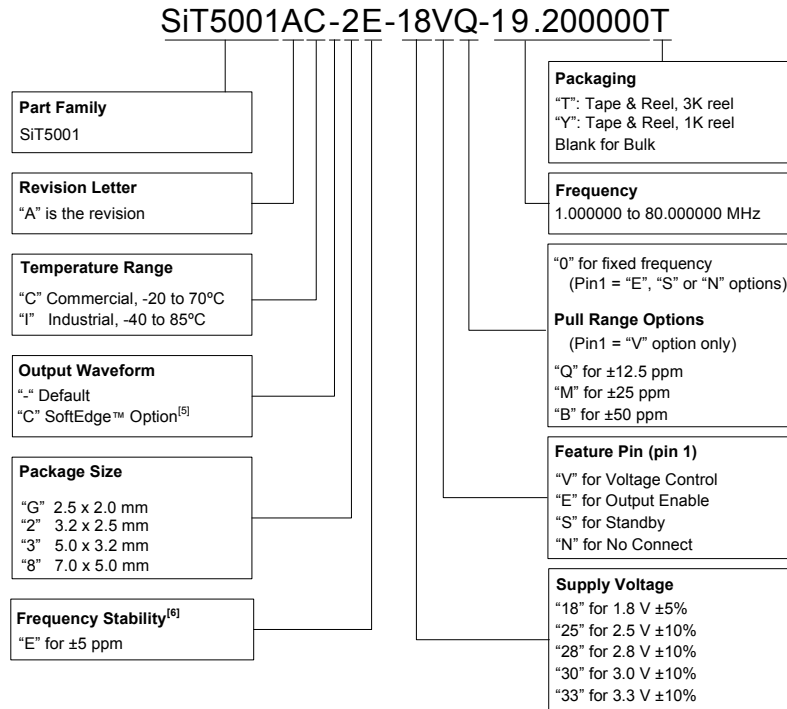 SiT5001AC-2E-18VQ-19.200000T
Part Family
SiT5001
Revision Letter
“A” is the revision
Temperature Range
“C” Commercial, -20 to 70ºC
“I” Industrial, -40 to 85ºC
Output Waveform
“-“ Default
“C” SoftEdge™ Option[5]
Package Size
“G” 2.5 x 2.0 mm
“2” 3.2 x 2.5 mm
“3” 5.0 x 3.2 mm
“8” 7.0 x 5.0 mm
Frequency Stability[6]
“E” for ±5 ppm
Packaging
“T”: Tape & Reel, 3K reel
“Y”: Tape & Reel, 1K reel
Blank for Bulk
Frequency
1.000000 to 80.000000 MHz
“0” for fixed frequency
(Pin1 = “E”, “S” or “N” options)
Pull Range Options
(Pin1 = “V” option only)
“Q” for ±12.5 ppm
“M” for ±25 ppm
“B” for ±50 ppm
Feature Pin (pin 1)
“V” for Voltage Control
“E” for Output Enable
“S” for Standby
“N” for No Connect
Supply Voltage
“18” for 1.8 V ±5%
“25” for 2.5 V ±10%
“28” for 2.8 V ±10%
“30” for 3.0 V ±10%
“33” for 3.3 V ±10%